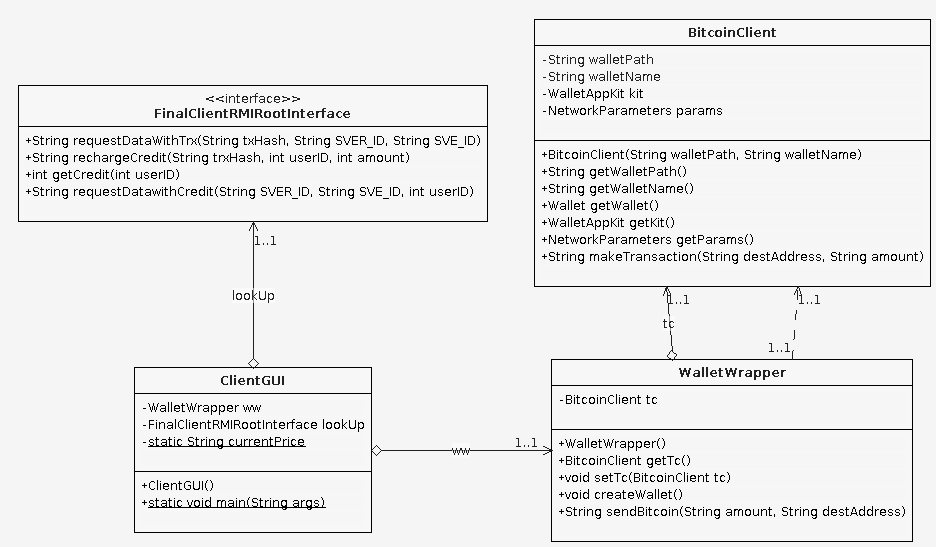 BitcoinClient
-String walletPath
-String walletName
-WalletAppKit kit
-NetworkParameters params
+BitcoinClient(String walletPath, String walletName)
+String getWalletPath()
+String getWalletName()
+Wallet getWallet()
+WalletAppKit getKit()
+NetworkParameters getParams()
+String makeTransaction(String destAddress, String amount)
<<interface>>
FinalClientRMIRootInterface
+String requestDataWithTrx(String txHash, String SVER_ID, String SVE_ID)
+String rechargeCredit(String trxHash, int userID, int amount)
+int getCredit(int userID)
+String requestDatawithCredit(String SVER_ID, String SVE_ID, int userID)
1..1
lookUp
1..1
1..1
tc
1..1
ClientGUI
-WalletWrapper ww
-FinalClientRMIRootInterface lookUp
-static String currentPrice
+ClientGUI()
+static void main(String args)
ww
1..1
WalletWrapper
-BitcoinClient tc
+WalletWrapper()
+BitcoinClient getTc()
+void setTc(BitcoinClient tc)
+void createWallet()
+String sendBitcoin(String amount, String destAddress)